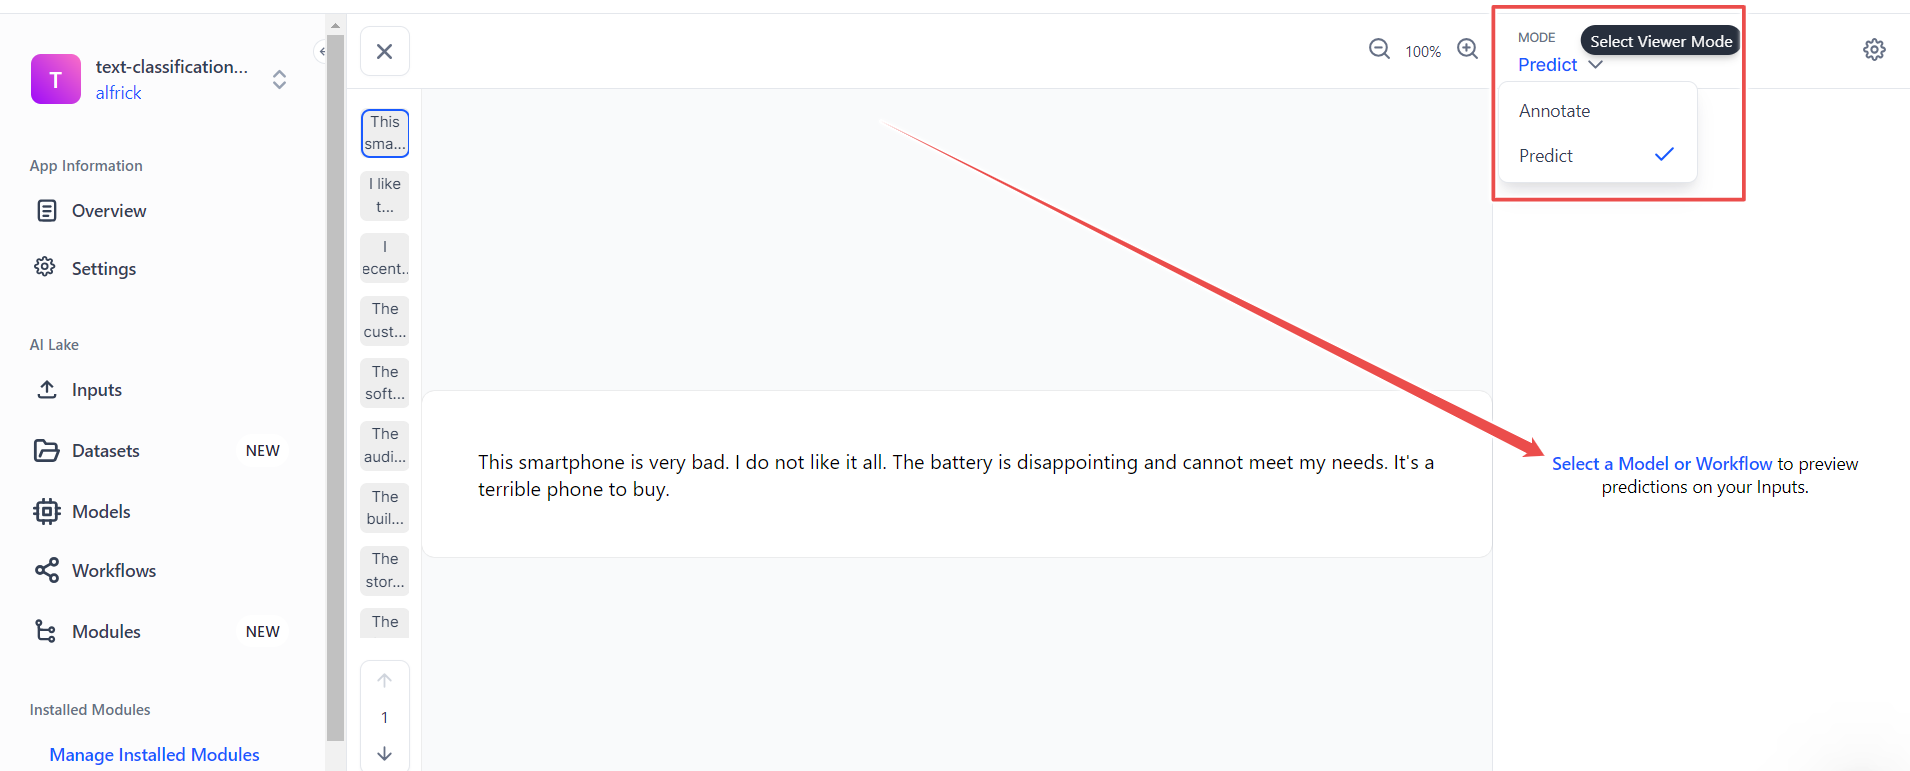 T
text-classification...
alfrick
App Information
Overview
Settings
AI Lake
Inputs
Datasets NEW
Models
Workflows
Modules NEW
Installed Modules
Manage Installed Modules
This
sma...
I like
t...
I
ecent..
The
cust...
The
soft...
The
audi...
The
buil...
The
stor...
The
1
100%
MODE
Select Viewer Mode
Predict
Annotate
Predict
This smartphone is very bad. I do not like it all. The battery is disappointing and cannot meet my needs. It's a
terrible phone to buy.
Select a Model or Workflow to preview
predictions on your Inputs.